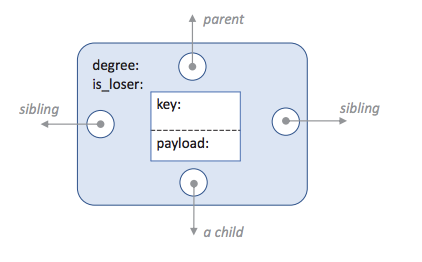 parent
degree:
is_loser:
key:
sibling
sibling
payload:
a child